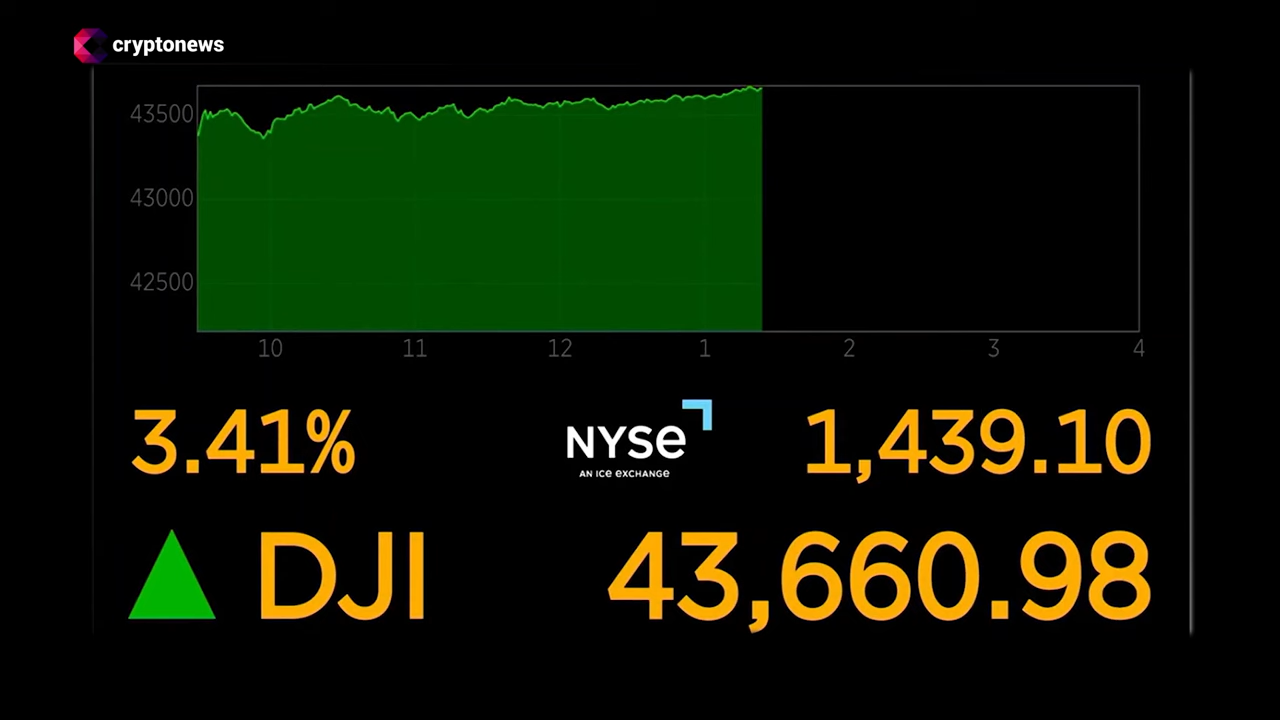 cryptonews
43500
43000
42500
10 11 12 1 2 3 4
3.41% NYSE 1,439.10
AN ICE EXCHANGE
DJI 43,660.98